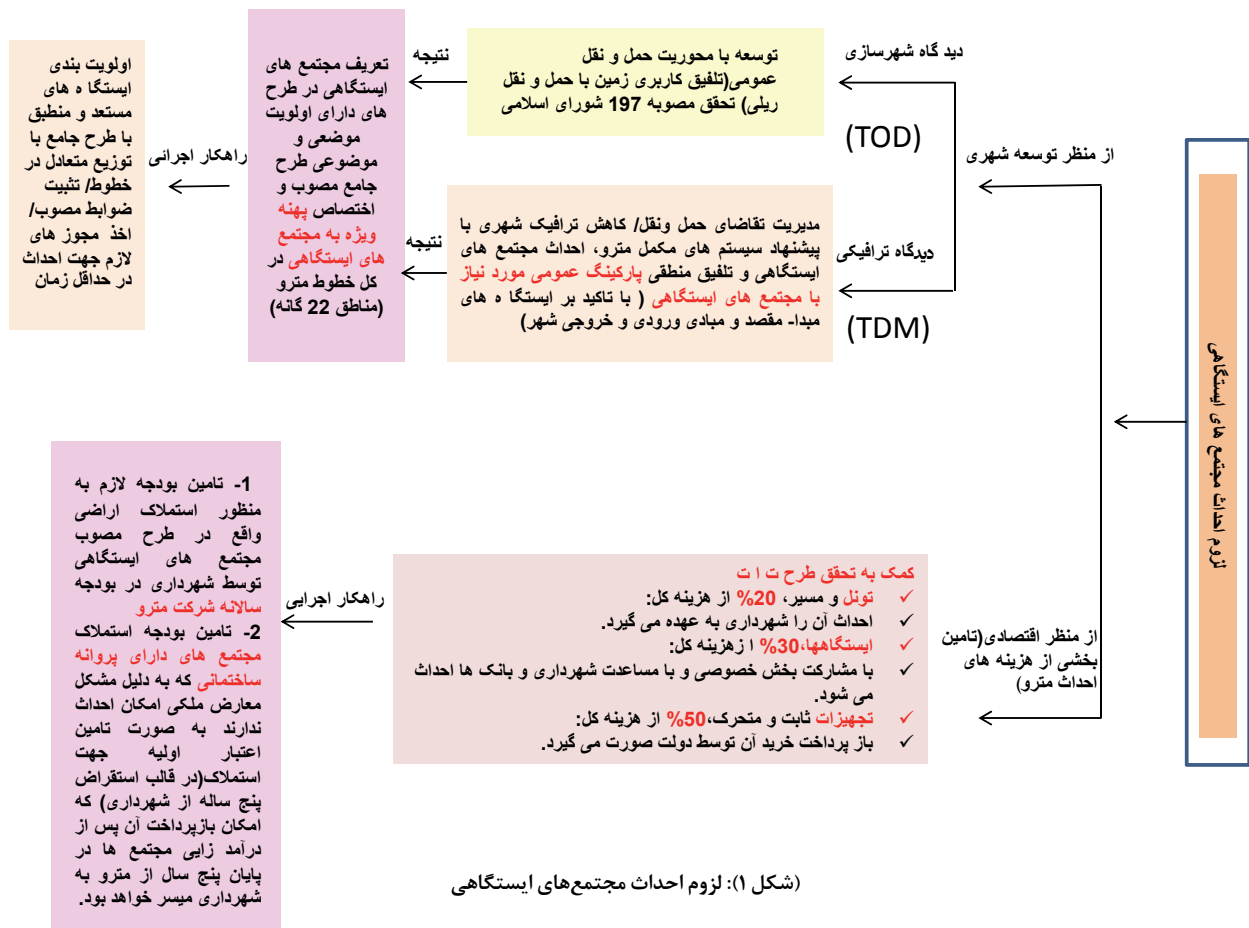 لزوم احداث مجتمع های ایستگاهی
از منظر توسعه شهری
دید گاه شهرسازی
(TOD)
دیدگاه ترافیکی
(TDM)
توسعه با محوریت حمل و نقل
عمومی(تلفیق کاربری زمین با حمل و نقل
ریلی) تحقق مصوبه 197 شورای اسلامی
مدیریت تقاضای حمل ونقل/ کاهش ترافیک شهری با
پیشنهاد سیستم های مکمل مترو، احداث مجتمع های
ایستگاهی و تلفیق منطقی پارکینگ عمومی مورد نیاز
با مجتمع های ایستگاهی ( با تاکید بر ایستگا ه های
مبدا- مقصد و مبادی ورودی و خروجی شهر)
نتیجه
نتیجه
تعریف مجتمع های
ایستگاهی در طرح
های دارای اولویت
موضعی و
موضوعی طرح
جامع مصوب و
اختصاص پهنه
ویژه به مجتمع
های ایستگاهی در
کل خطوط مترو
(مناطق 22 گانه)
راهکار اجرائی
اولویت بندی
ایستگا ه های
مستعد و منطبق
با طرح جامع با
توزیع متعادل در
خطوط/ تثبیت
ضوابط مصوب/
اخذ مجوز های
لازم جهت احداث
در حداقل زمان
از منظر اقتصادی(تامین
بخشی از هزینه های
احداث مترو)
کمک به تحقق طرح ت ا ت
✓ تونل و مسیر، 20% از هزینه کل:
✓ احداث آن را شهرداری به عهده می گیرد.
✓ ایستگاهها،30% ا زهزینه کل:
✓ با مشارکت بخش خصوصی و با مساعدت شهرداری و بانک ها احداث
می شود.
✓ تجهیزات ثابت و متحرک،50% از هزینه کل:
✓ باز پرداخت خرید آن توسط دولت صورت می گیرد.
راهکار اجرایی
1- تامین بودجه لازم به
منظور استملاک اراضی
واقع در طرح مصوب
مجتمع های ایستگاهی
توسط شهرداری در بودجه
سالانه شرکت مترو
2- تامین بودجه استملاک
مجتمع های دارای پروانه
ساختمانی که به دلیل مشکل
معارض ملکی امکان احداث
ندارند به صورت تامین
اعتبار اولیه جهت
استملاک(در قالب استقراض
پنج ساله از شهرداری) که
امکان بازپرداخت آن پس از
درآمد زایی مجتمع ها در
پایان پنج سال از مترو به
شهرداری میسر خواهد بود.
(شکل ۱): لزوم احداث مجتمع‌های ایستگاهی